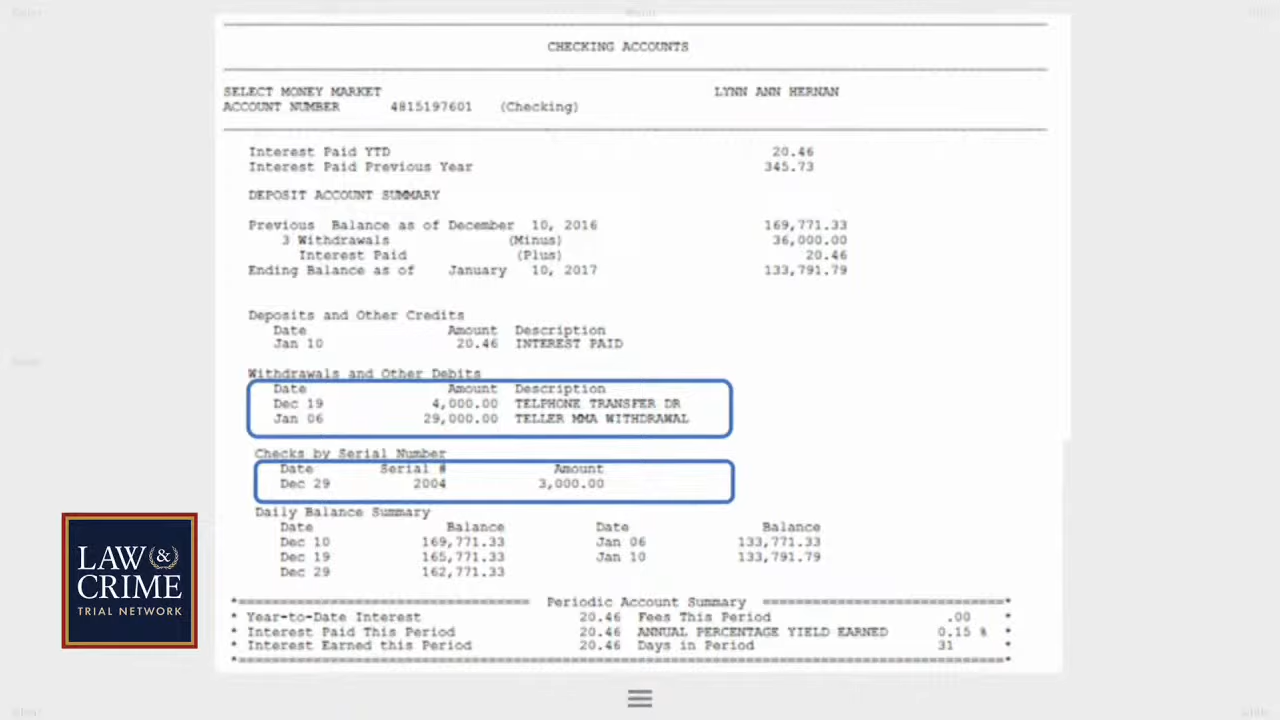 CHECKING ACCOUNTS
SELECT MONEY MARKET LYNN ANN HERNAN
ACCOUNT NUMBER 4815197601 (Checking)
Interest Paid YTD 20.46
Interest Paid Previous Year 345.73
DEPOSIT ACCOUNT SUMMARY
Previous Balance as of December 10, 2016 169,771.33
3 Withdrawals (Minus) 36,000.00
Interest Paid (Plus) 20.46
Ending Balance as of January 10, 2017 133,791.79
Deposits and Other Credits
Date Amount Description
Jan 10 20.46 INTEREST PAID
Withdrawals and Other Debits
Date Amount Description
Dec 19 4,000.00 TELPHONE TRANSFER DR
Jan 06 29,000.00 TELLER MMA WITHDRAWAL
Checks by Serial Number
Date Serial # Amount
Dec 29 2004 3,000.00
Daily Balance Summary
Date Balance Date Balance
Dec 10 169,771.33 Jan 06 133,771.33
Dec 19 165,771.33 Jan 10 133,791.79
Dec 29 162,771.33
*=== Periodic Account Summary ===*
* Year-to-Date Interest 20.46 Fees This Period .00 *
* Interest Paid This Period 20.46 ANNUAL PERCENTAGE YIELD EARNED 0.15 % *
* Interest Earned this Period 20.46 Days in Period 31 *
LAW &
CRIME
TRIAL NETWORK